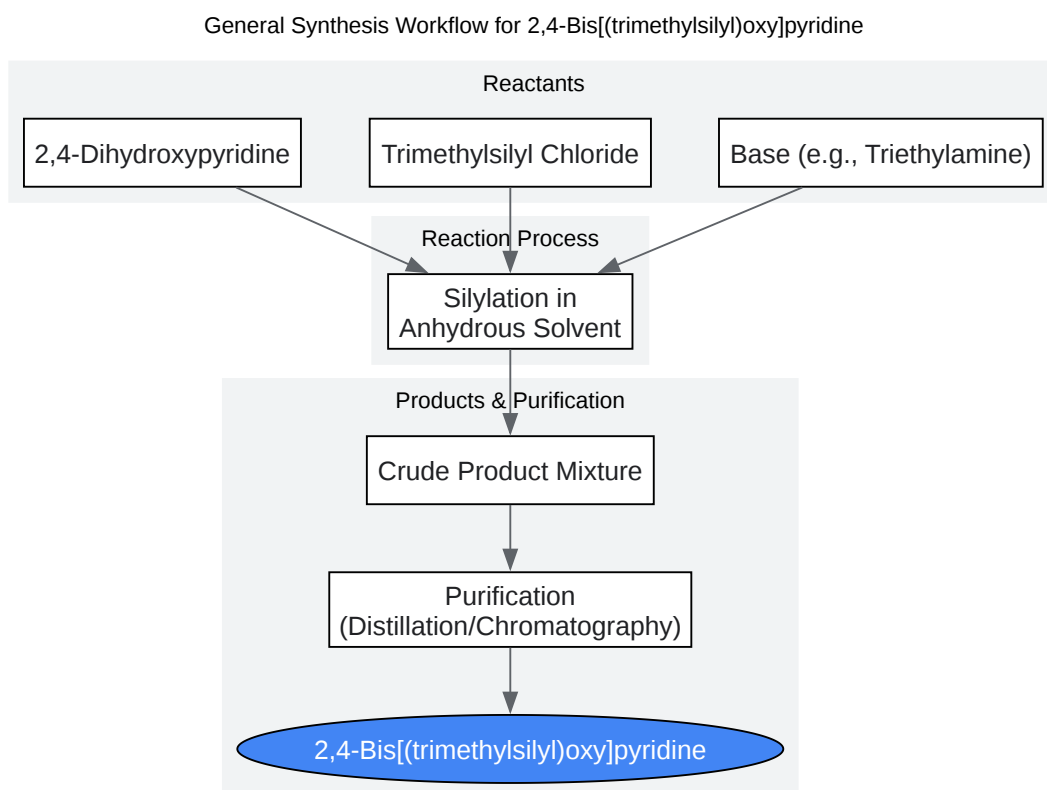 General Synthesis Workflow for 2,4-Bis[(trimethylsilyl)oxy]pyridine
Reactants
2,4-Dihydroxypyridine
Trimethylsilyl Chloride
Base (e.g., Triethylamine)
Reaction Process
Silylation in
Anhydrous Solvent
Products & Purification
Crude Product Mixture
Purification
(Distillation/Chromatography)
2,4-Bis[(trimethylsilyl)oxy]pyridine